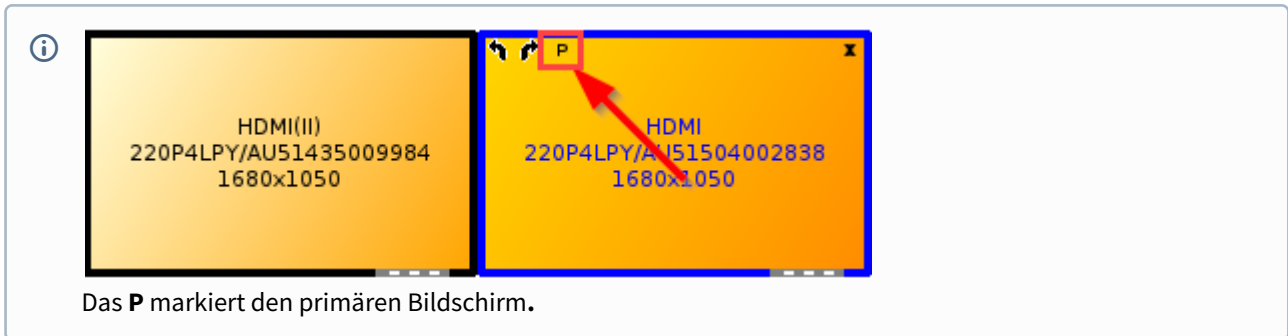 P
x
HDMI(II)
220P4LPY/AU51435009984
1680x1050
HDMI
220P4LPY/AU51504002838
1680x1050
Das P markiert den primären Bildschirm.